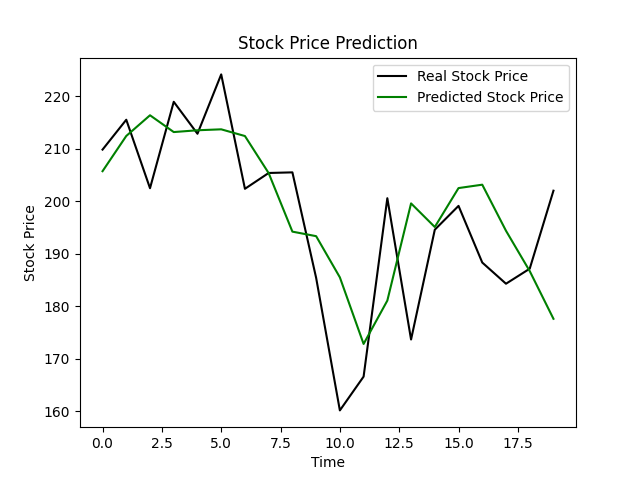 Stock Price Prediction
Real Stock Price
Predicted Stock Price
Stock Price
220
210
200
190
180
170
160
0.0 2.5 5.0 7.5 10.0 12.5 15.0 17.5
Time